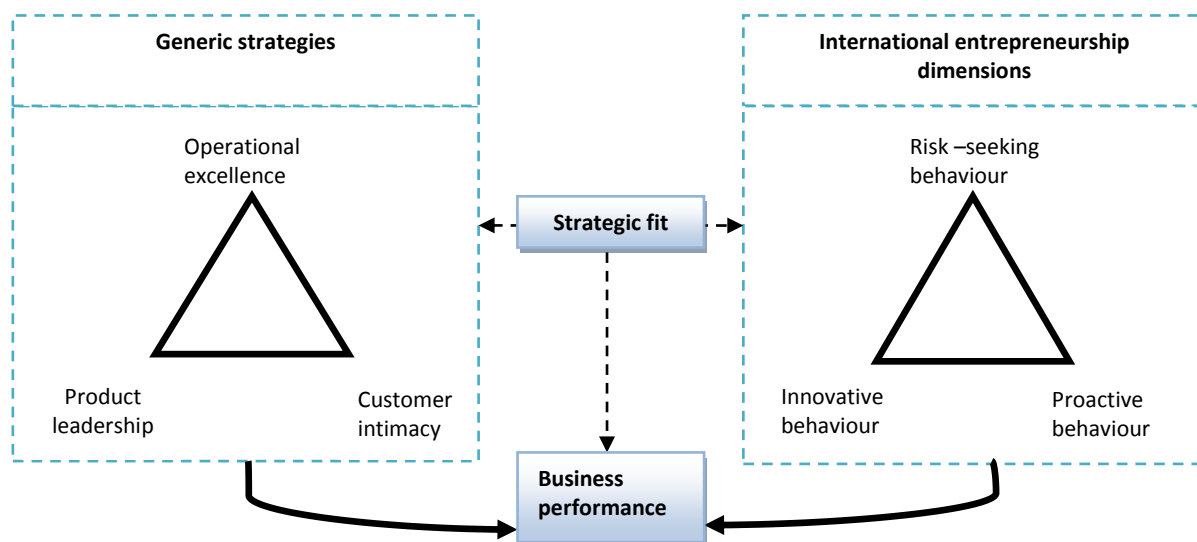 Generic strategies
International entrepreneurship
dimensions
Operational
excellence
Risk –seeking
behaviour
Strategic fit
Product
leadership
Customer
intimacy
Innovative
behaviour
Proactive
behaviour
Business
performance